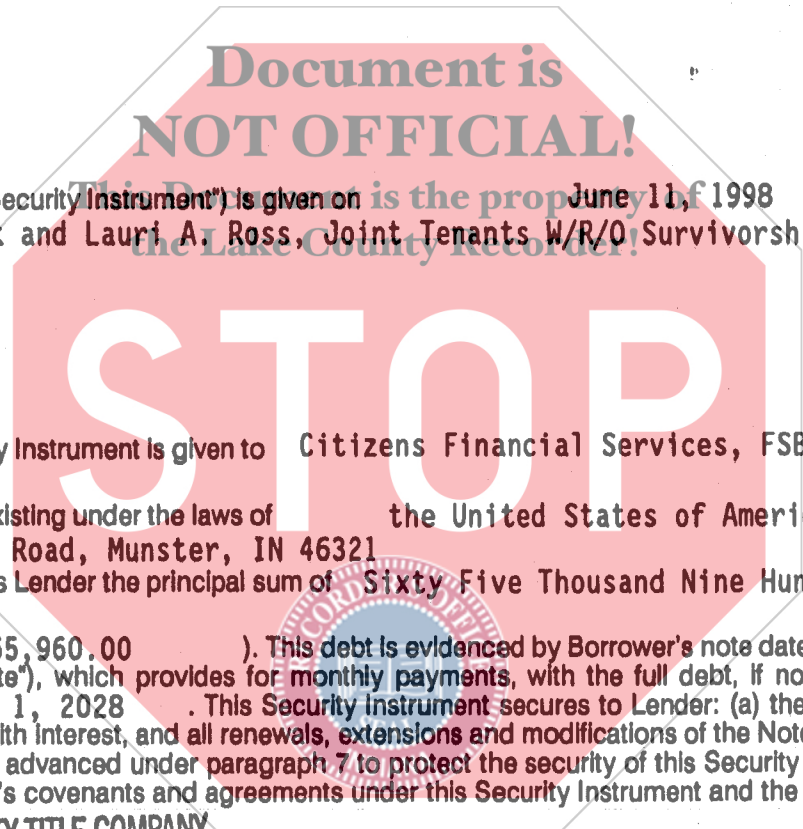 Document is
NOT OFFICIAL!
This Document is the property of
the Lake County Recorder!
STOP
ecurity Instrument") is given on June 11, 1998
and Lauri A. Ross, Joint Tenants W/R/O Survivorsh
y Instrument is given to Citizens Financial Services, FSB
xisting under the laws of the United States of Ameri
Road, Munster, IN 46321
s Lender the principal sum of Sixty Five Thousand Nine Hun
5,960.00 ). This debt is evidenced by Borrower's note date
te"), which provides for monthly payments, with the full debt, if no
1, 2028 . This Security Instrument secures to Lender: (a) the
ith interest, and all renewals, extensions and modifications of the Note
advanced under paragraph 7 to protect the security of this Security
's covenants and agreements under this Security Instrument and the
TITLE COMPANY
RECORDER'S OFFICE
SEAL